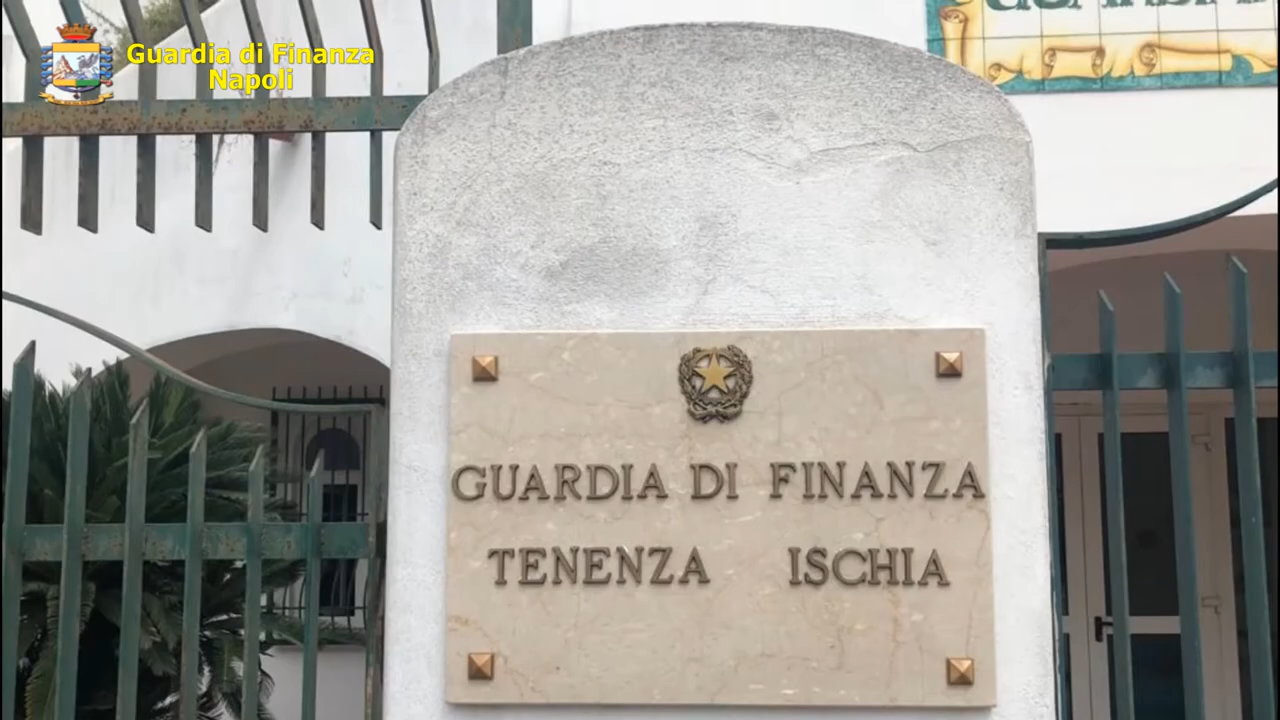 Guardia di Finanza
Napoli
GUARDIA DI FINANZA
TENENZA ISCHIA